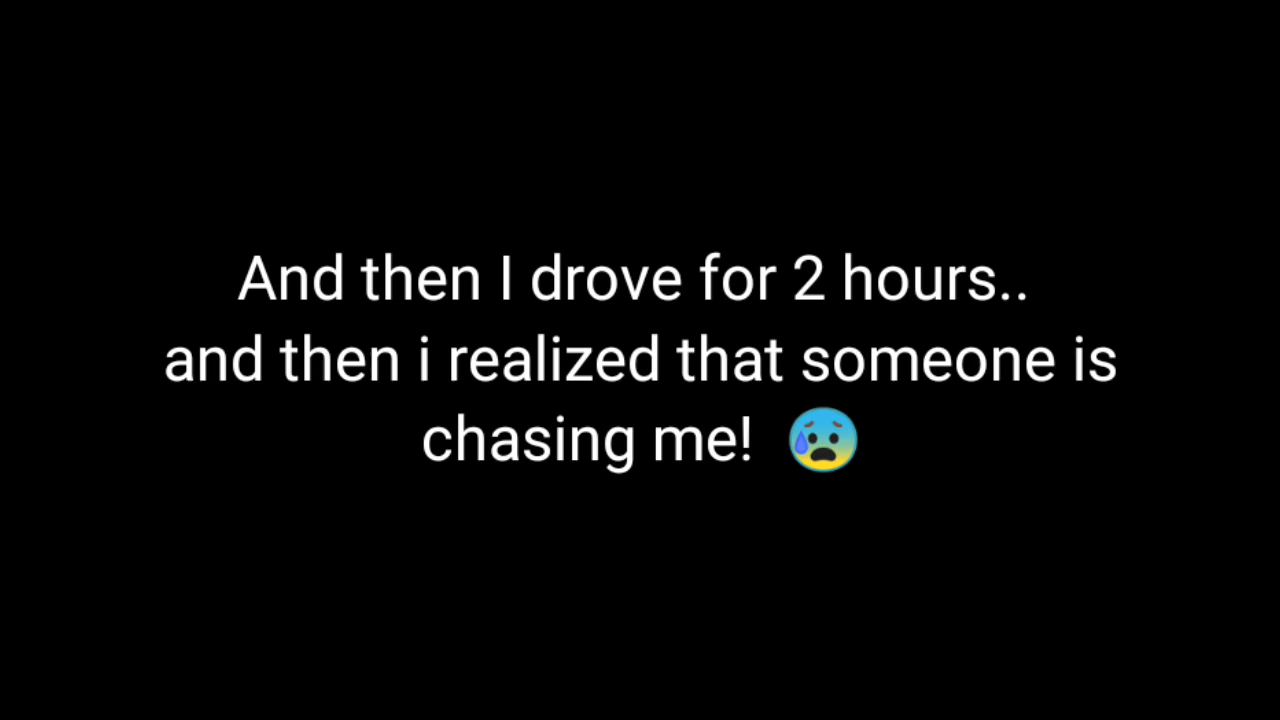 And then I drove for 2 hours..
and then i realized that someone is
chasing me! 😰